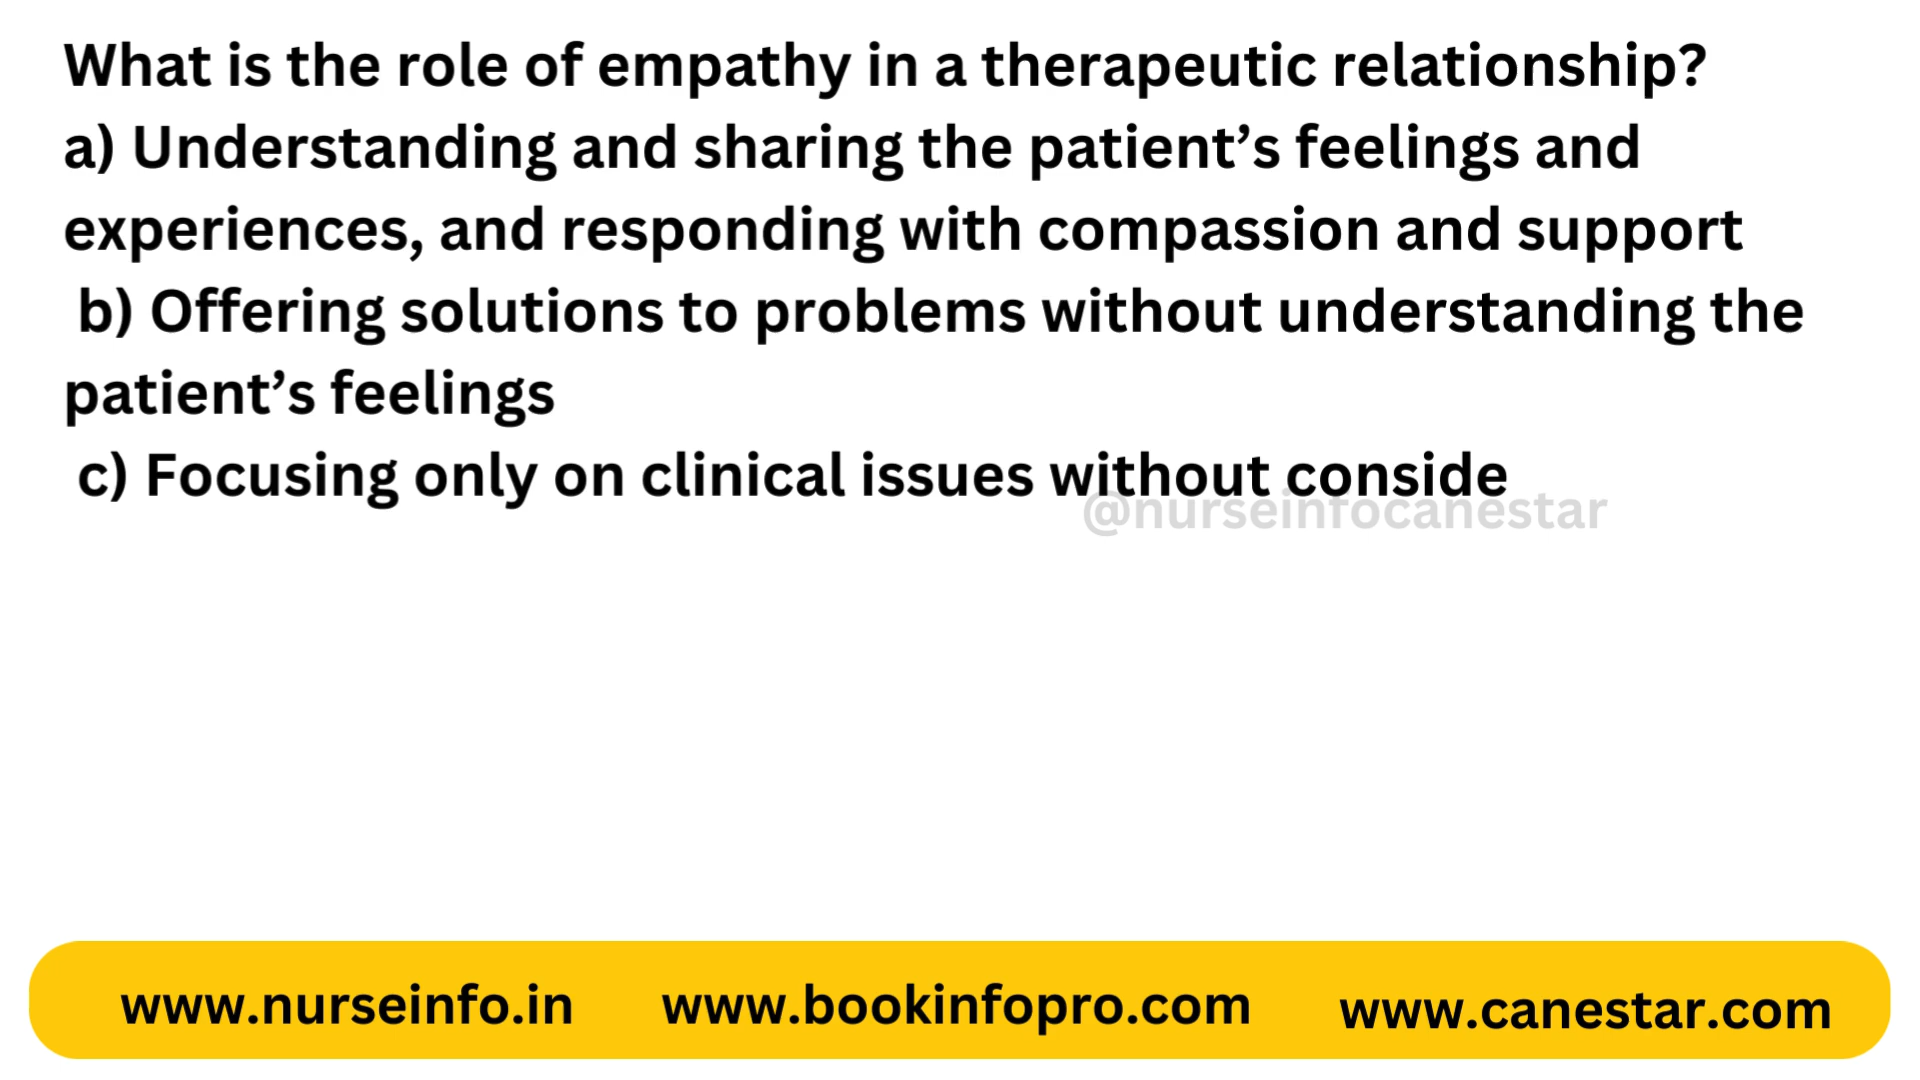 What is the role of empathy in a therapeutic relationship?
a) Understanding and sharing the patient’s feelings and
experiences, and responding with compassion and support
b) Offering solutions to problems without understanding the
patient’s feelings
c) Focusing only on clinical issues without conside
@nurseinfocanestar
www.nurseinfo.in www.bookinfopro.com www.canestar.com